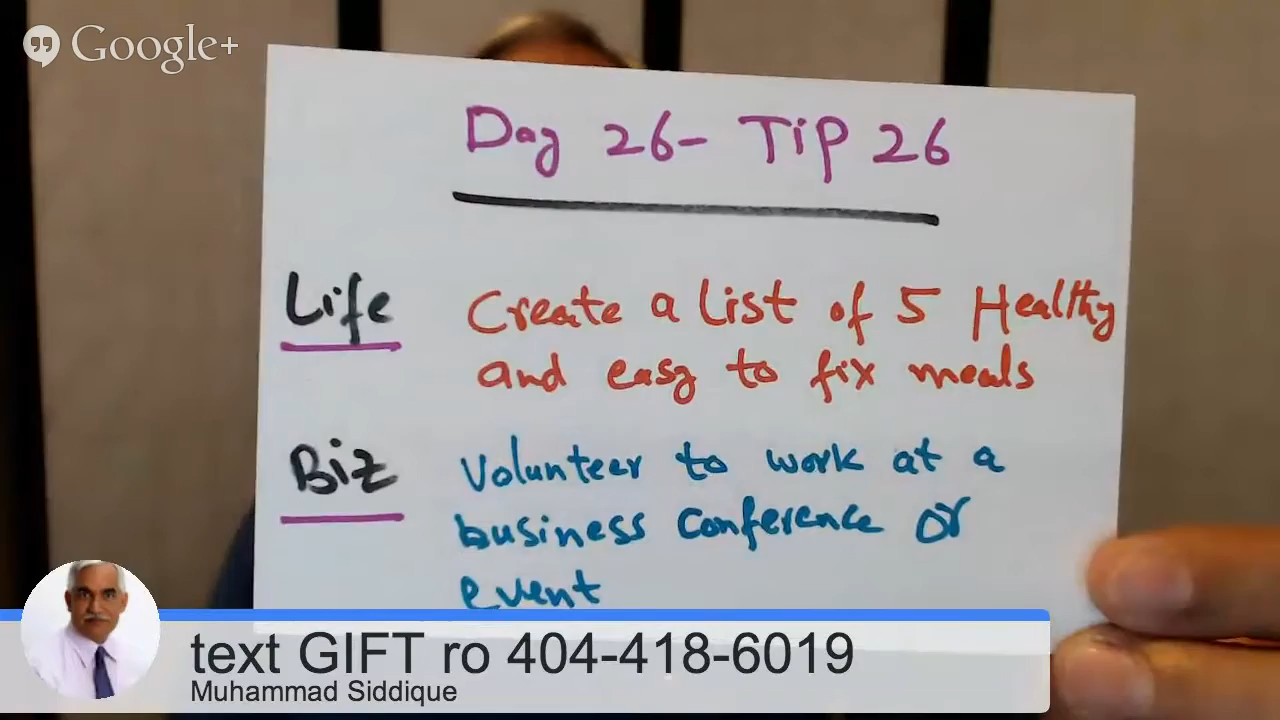 Google+
Day 26- Tip 26
Life Create a list of 5 Healthy
and easy to fix meals
Biz Volunteer to work at a
business conference or
event
text GIFT ro 404-418-6019
Muhammad Siddique